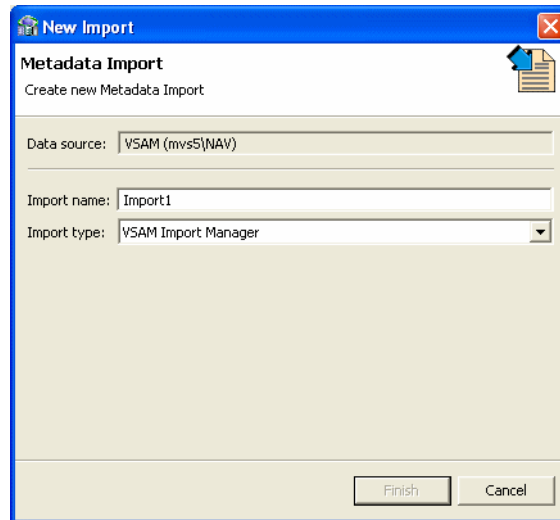 New Import
Metadata Import
Create new Metadata Import
Data source: VSAM (mvs5\NAV)
Import name: Import1
Import type: VSAM Import Manager
Finish Cancel